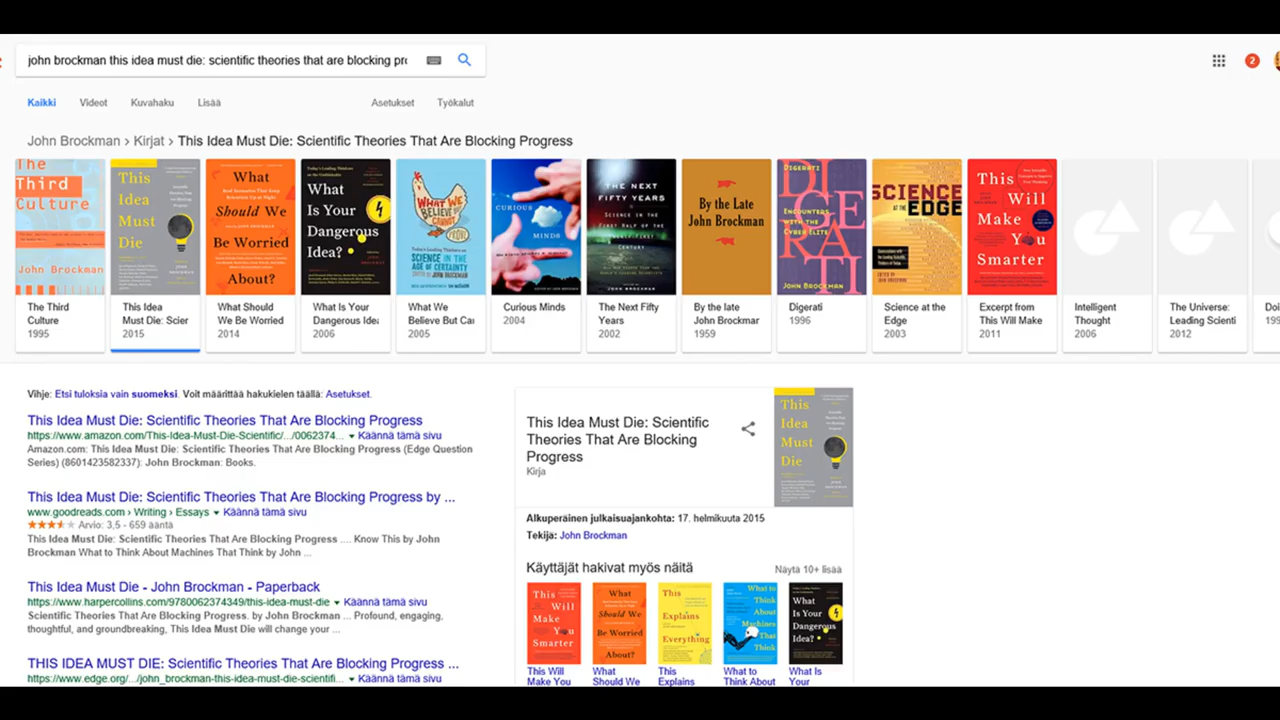 john brockman this idea must die: scientific theories that are blocking pro
2
Kaikki Videot Kuvahaku Lisää Asetukset Työkalut
John Brockman > Kirjat > This Idea Must Die: Scientific Theories That Are Blocking Progress
The
Third
Culture
John Brockman
This
Idea
Must
Die
What
Should We
Be Worried
About?
What
Is Your
Dangerous
Idea?
WHAT WE
BELIEVE BUT
CANNOT
PROVE
Today's Leading Thinkers on
SCIENCE IN THE
AGE OF CERTAINTY
CURIOUS
MINDS
THE NEXT
FIFTY YEARS
SCIENCE IN THE
FIRST HALF OF THE
TWENTY-FIRST
CENTURY
By the Late
John Brockman
DIGERATI
DIGERATI
ENCOUNTERS
WITH THE
CYBER ELITE
JOHN BROCKMAN
SCIENCE
AT THE EDGE
This
Will
Make
You
Smarter
The Third
Culture
1995
This Idea
Must Die: Scier
2015
What Should
We Be Worried
2014
What Is Your
Dangerous Idea
2006
What We
Believe But Car
2005
Curious Minds
2004
The Next Fifty
Years
2002
By the late
John Brockmar
1959
Digerati
1996
Science at the
Edge
2003
Excerpt from
This Will Make
2011
Intelligent
Thought
2006
The Universe:
Leading Scienti
2012
Doi
199
Vihje: Etsi tuloksia vain suomeksi. Voit määrittää hakukielen täällä: Asetukset.
This Idea Must Die: Scientific Theories That Are Blocking Progress
https://www.amazon.com/This-Idea-Must-Die-Scientific/.../0062374... ▼ Käännä tämä sivu
Amazon.com: This Idea Must Die: Scientific Theories That Are Blocking Progress (Edge Question
Series) (8601423582337): John Brockman: Books.
This Idea Must Die: Scientific Theories That Are Blocking Progress by ...
www.goodreads.com › Writing › Essays ▼ Käännä tämä sivu
Arvio: 3,5 - 659 ääntä
This Idea Must Die: Scientific Theories That Are Blocking Progress .... Know This by John
Brockman What to Think About Machines That Think by John ...
This Idea Must Die - John Brockman - Paperback
https://www.harpercollins.com/9780062374349/this-idea-must-die ▼ Käännä tämä sivu
Scientific Theories That Are Blocking Progress. by John Brockman ... Profound, engaging,
thoughtful, and groundbreaking, This Idea Must Die will change your ...
THIS IDEA MUST DIE: Scientific Theories That Are Blocking Progress ...
https://www.edge.org/.../john_brockman-this-idea-must-die-scientifi... ▼ Käännä tämä sivu
This Idea Must Die: Scientific
Theories That Are Blocking
Progress
Kirja
This
Idea
Must
Die
Alkuperäinen julkaisuajankohta: 17. helmikuuta 2015
Tekijä: John Brockman
Käyttäjät hakivat myös näitä Näytä 10+ lisää
This
Will
Make
You
Smarter
What
Should We
Be Worried
About?
This
Explains
Everything
What to
Think
About
Machines
That
Think
What
Is Your
Dangerous
Idea?
This Will
Make You
What
Should We
This
Explains
What to
Think About
What Is
Your